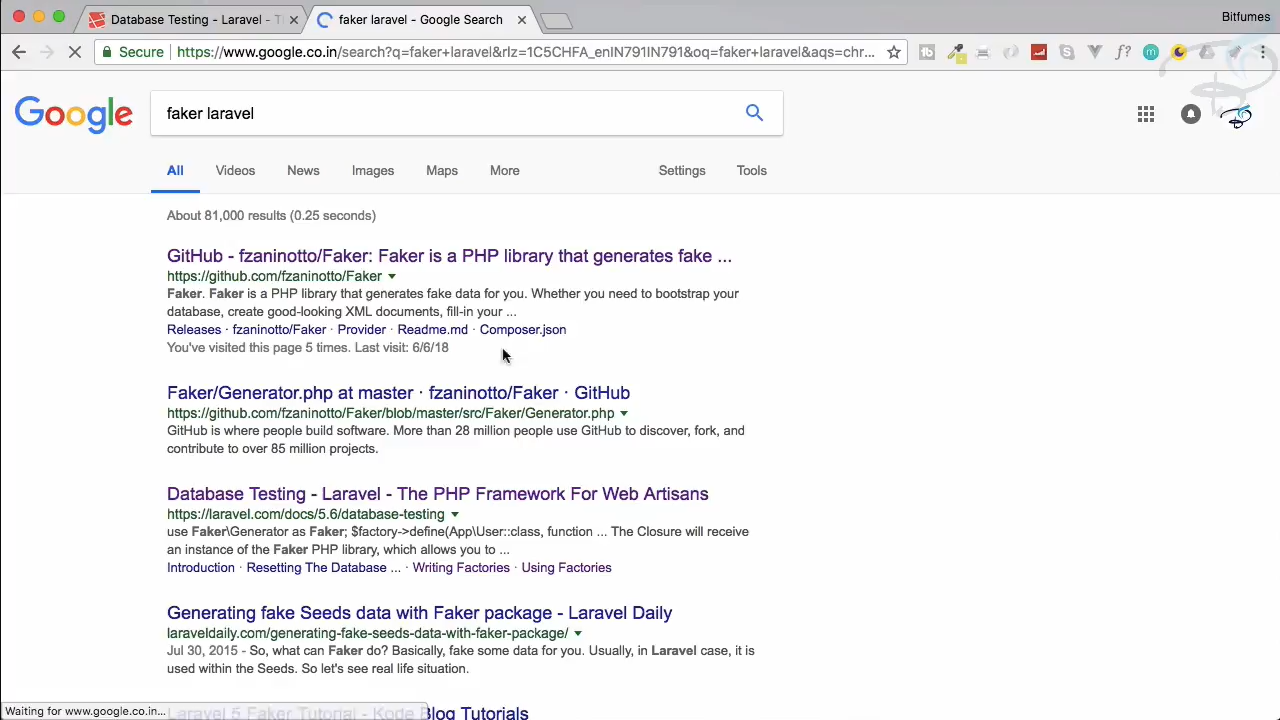 Database Testing - Laravel - T
faker laravel - Google Search
Bitfumes
Secure
https://www.google.co.in/search?q=faker+laravel&rlz=1C5CHFA_enIN791IN791&oq=faker+laravel&aqs=chr...
Google
faker laravel
All
Videos
News
Images
Maps
More
Settings
Tools
About 81,000 results (0.25 seconds)
GitHub - fzaninotto/Faker: Faker is a PHP library that generates fake ...
https://github.com/fzaninotto/Faker
Faker. Faker is a PHP library that generates fake data for you. Whether you need to bootstrap your
database, create good-looking XML documents, fill-in your ...
Releases · fzaninotto/Faker · Provider · Readme.md · Composer.json
You've visited this page 5 times. Last visit: 6/6/18
Faker/Generator.php at master · fzaninotto/Faker · GitHub
https://github.com/fzaninotto/Faker/blob/master/src/Faker/Generator.php
GitHub is where people build software. More than 28 million people use GitHub to discover, fork, and
contribute to over 85 million projects.
Database Testing - Laravel - The PHP Framework For Web Artisans
https://laravel.com/docs/5.6/database-testing
use Faker\Generator as Faker; $factory->define(App\User::class, function ... The Closure will receive
an instance of the Faker PHP library, which allows you to ...
Introduction · Resetting The Database ... · Writing Factories · Using Factories
Generating fake Seeds data with Faker package - Laravel Daily
laraveldaily.com/generating-fake-seeds-data-with-faker-package/
Jul 30, 2015 - So, what can Faker do? Basically, fake some data for you. Usually, in Laravel case, it is
used within the Seeds. So let's see real life situation.
Laravel 5 Faker Tutorial - Kode Blog Tutorials
Waiting for www.google.co.in...